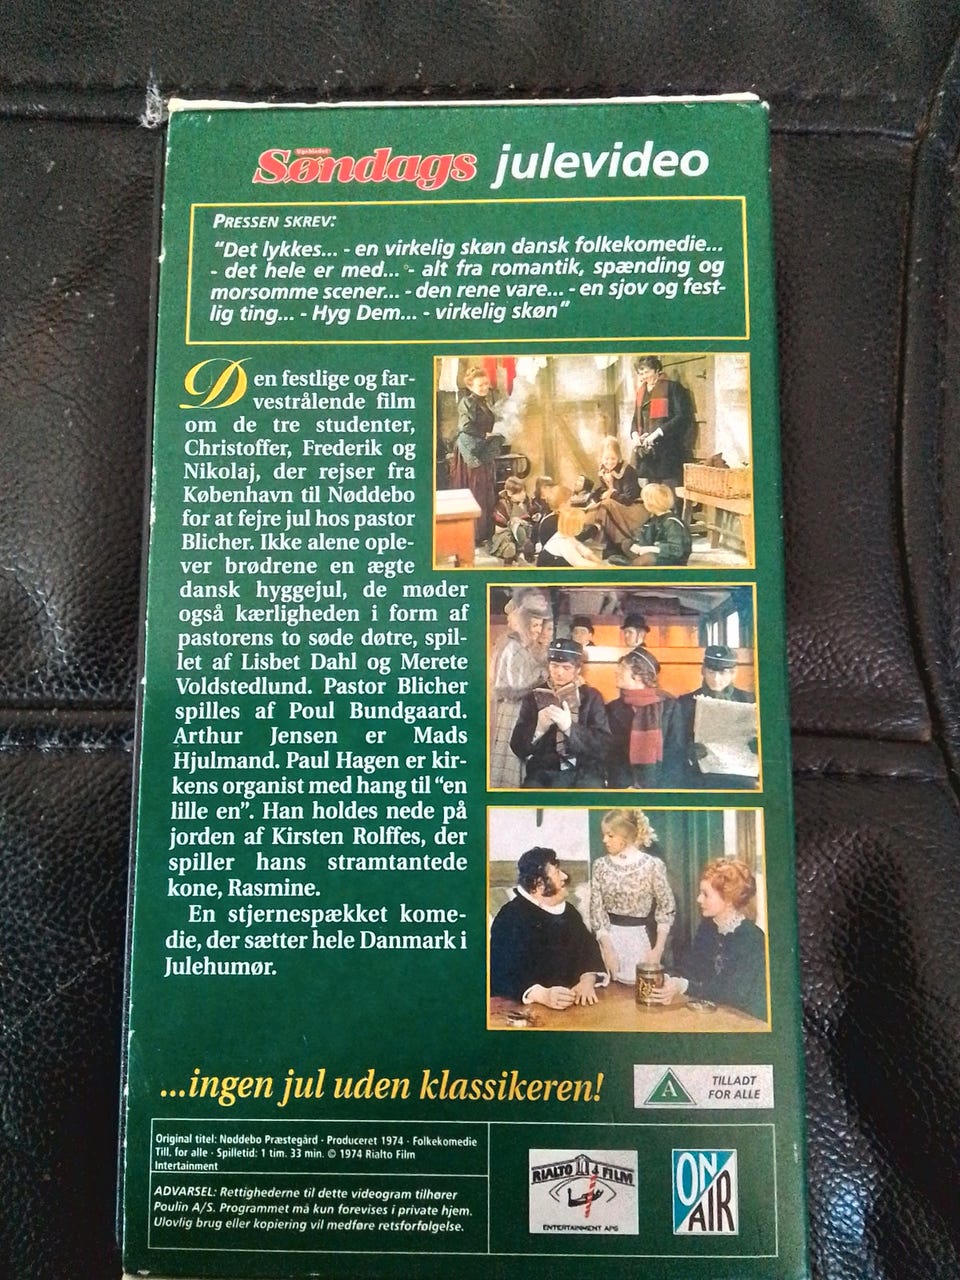 Ugebladet
Søndags julevideo
PRESSEN SKREV:
"Det lykkes... - en virkelig skøn dansk folkekomedie...
- det hele er med... - alt fra romantik, spænding og
morsomme scener... - den rene vare... - en sjov og fest-
lig ting... - Hyg Dem... - virkelig skøn"
Den festlige og far-
vestrålende film
om de tre studenter,
Christoffer, Frederik og
Nikolaj, der rejser fra
København til Nøddebo
for at fejre jul hos pastor
Blicher. Ikke alene ople-
ver brødrene en ægte
dansk hyggejul, de møder
også kærligheden i form af
pastorens to søde døtre, spil-
let af Lisbet Dahl og Merete
Voldstedlund. Pastor Blicher
spilles af Poul Bundgaard.
Arthur Jensen er Mads
Hjulmand. Paul Hagen er kir-
kens organist med hang til "en
lille en". Han holdes nede på
jorden af Kirsten Rolffes, der
spiller hans stramtantede
kone, Rasmine.
En stjernespækket kome-
die, der sætter hele Danmark i
Julehumør.
...ingen jul uden klassikeren!
A
TILLADT
FOR ALLE
Original titel: Nøddebo Præstegård · Produceret 1974 · Folkekomedie
Till. for alle · Spilletid: 1 tim. 33 min. © 1974 Rialto Film
Intertainment
ADVARSEL: Rettighederne til dette videogram tilhører
Poulin A/S. Programmet må kun forevises i private hjem.
Ulovlig brug eller kopiering vil medføre retsforfølgelse.
RIALTO FILM
ENTERTAINMENT APS
ON
AIR